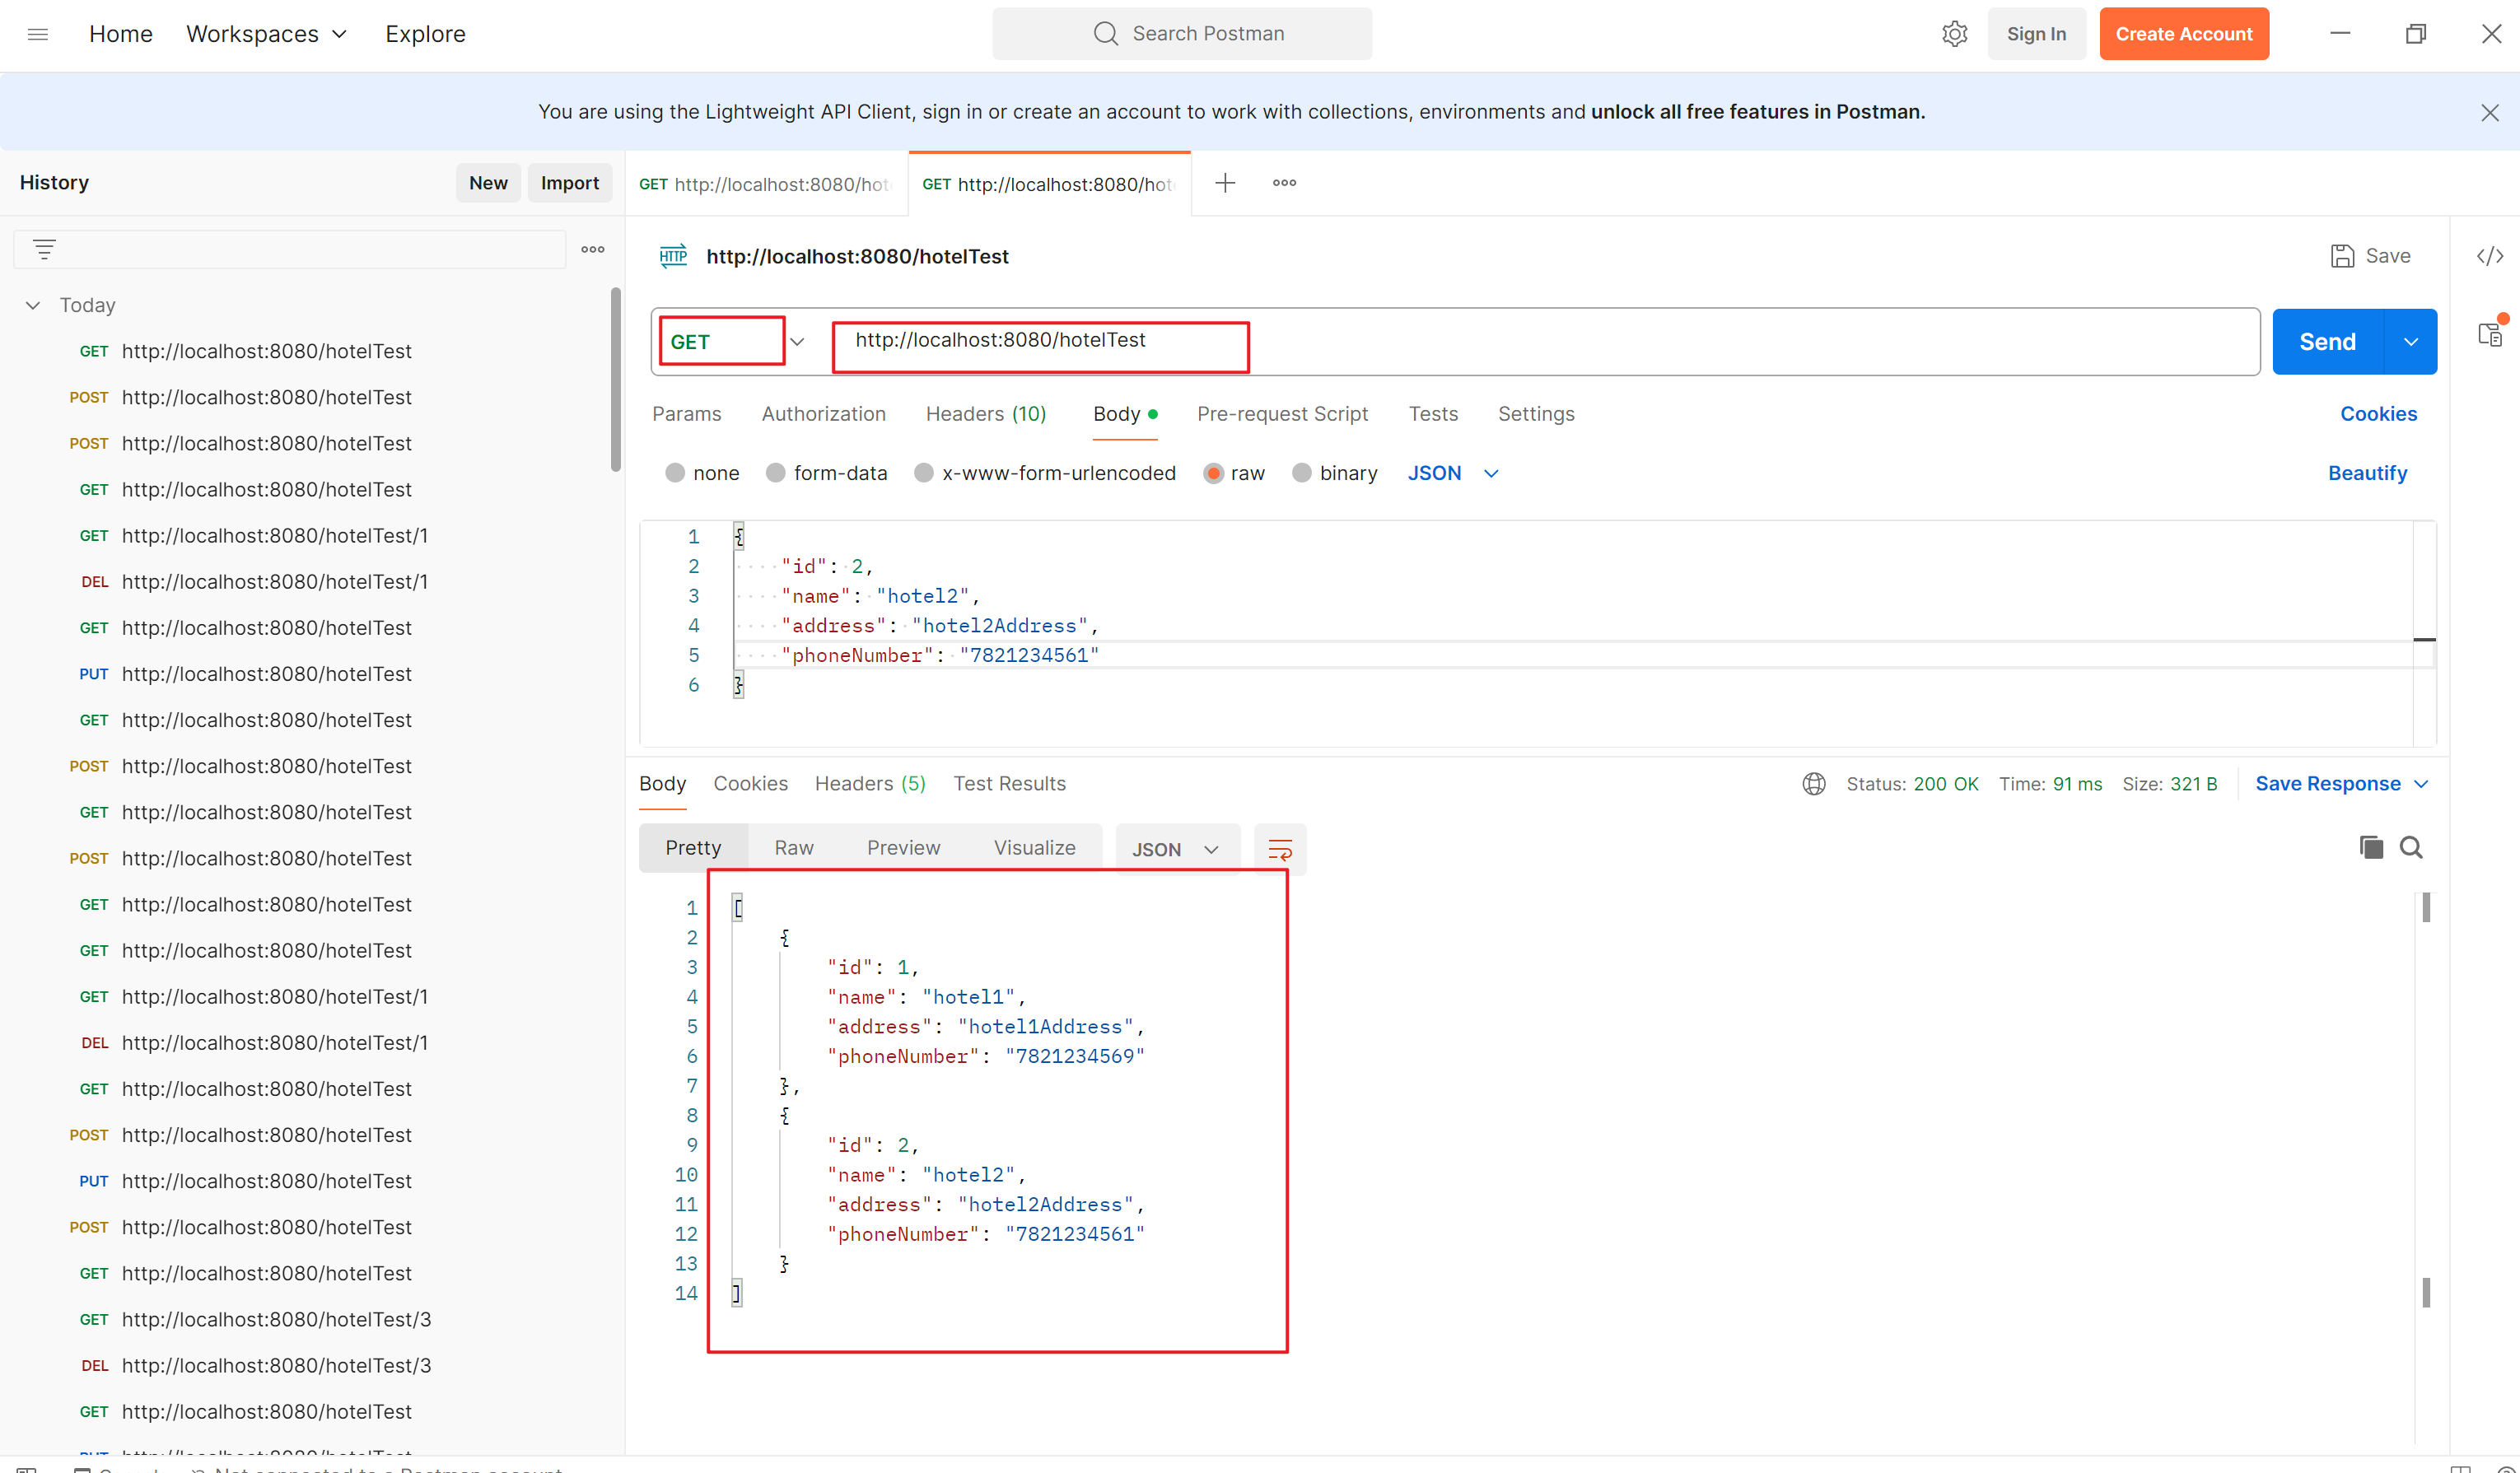 Home Workspaces Explore Search Postman Sign In Create Account
You are using the Lightweight API Client, sign in or create an account to work with collections, environments and unlock all free features in Postman.
History New Import
GET http://localhost:8080/hot GET http://localhost:8080/hot
Today
GET http://localhost:8080/hotelTest
POST http://localhost:8080/hotelTest
POST http://localhost:8080/hotelTest
GET http://localhost:8080/hotelTest
GET http://localhost:8080/hotelTest/1
DEL http://localhost:8080/hotelTest/1
GET http://localhost:8080/hotelTest
PUT http://localhost:8080/hotelTest
GET http://localhost:8080/hotelTest
POST http://localhost:8080/hotelTest
GET http://localhost:8080/hotelTest
POST http://localhost:8080/hotelTest
GET http://localhost:8080/hotelTest
GET http://localhost:8080/hotelTest
GET http://localhost:8080/hotelTest/1
DEL http://localhost:8080/hotelTest/1
GET http://localhost:8080/hotelTest
POST http://localhost:8080/hotelTest
PUT http://localhost:8080/hotelTest
POST http://localhost:8080/hotelTest
GET http://localhost:8080/hotelTest
GET http://localhost:8080/hotelTest/3
DEL http://localhost:8080/hotelTest/3
GET http://localhost:8080/hotelTest
HTTP http://localhost:8080/hotelTest Save
GET http://localhost:8080/hotelTest Send
Params Authorization Headers (10) Body Pre-request Script Tests Settings Cookies
none form-data x-www-form-urlencoded raw binary JSON Beautify
1 {
2 "id": 2,
3 "name": "hotel2",
4 "address": "hotel2Address",
5 "phoneNumber": "7821234561"
6 }
Body Cookies Headers (5) Test Results Status: 200 OK Time: 91 ms Size: 321 B Save Response
Pretty Raw Preview Visualize JSON
1 [
2 {
3 "id": 1,
4 "name": "hotel1",
5 "address": "hotel1Address",
6 "phoneNumber": "7821234569"
7 },
8 {
9 "id": 2,
10 "name": "hotel2",
11 "address": "hotel2Address",
12 "phoneNumber": "7821234561"
13 }
14 ]